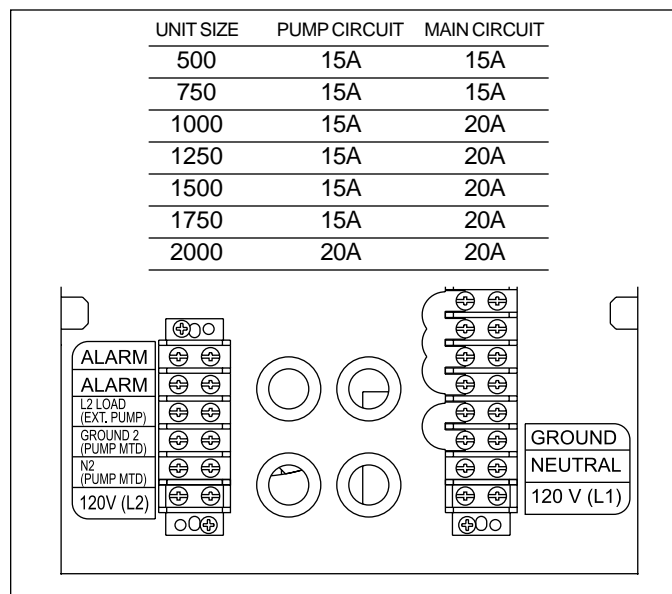 UNIT SIZE PUMP CIRCUIT MAIN CIRCUIT
500 15A 15A
750 15A 15A
1000 15A 20A
1250 15A 20A
1500 15A 20A
1750 15A 20A
2000 20A 20A
ALARM
ALARM
L2 LOAD
(EXT. PUMP)
GROUND 2
(PUMP MTD)
N2
(PUMP MTD)
120V (L2)
GROUND
NEUTRAL
120 V (L1)